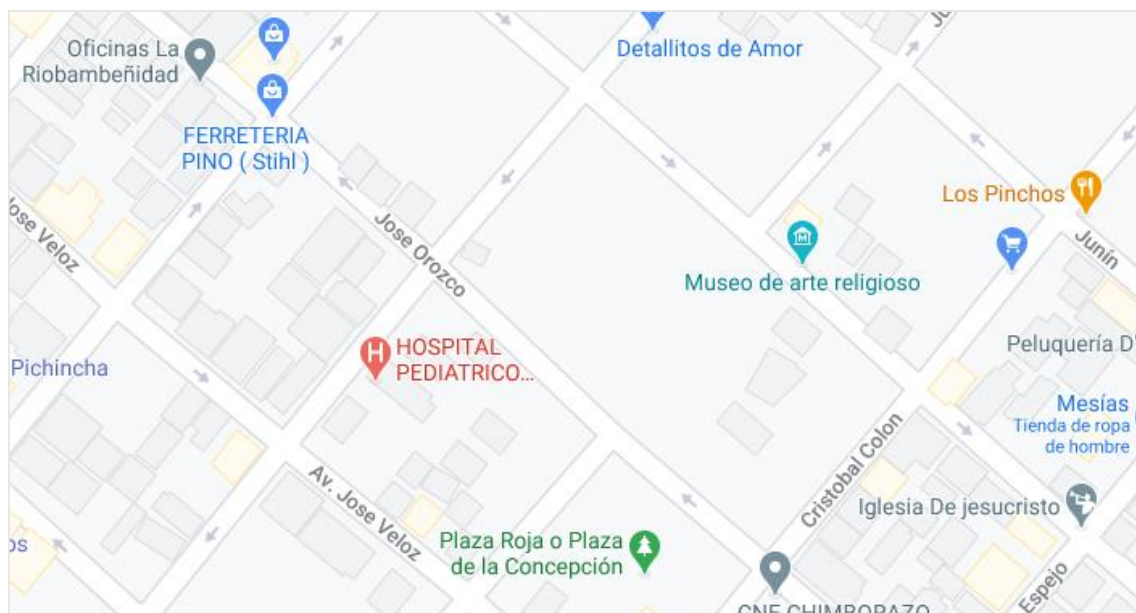 Oficinas La
Riobambeñidad
Detallitos de Amor
FERRETERIA
PINO ( Stihl )
Los Pinchos
Jose Veloz
Jose Orozco
Junín
Museo de arte religioso
HOSPITAL
PEDIATRICO...
Pichincha
Peluquería D'
Mesías
Tienda de ropa
de hombre
Cristobal Colon
Av. Jose Veloz
Iglesia De jesucristo
Plaza Roja o Plaza
de la Concepción
Espejo
CNE CHIMBORAZO